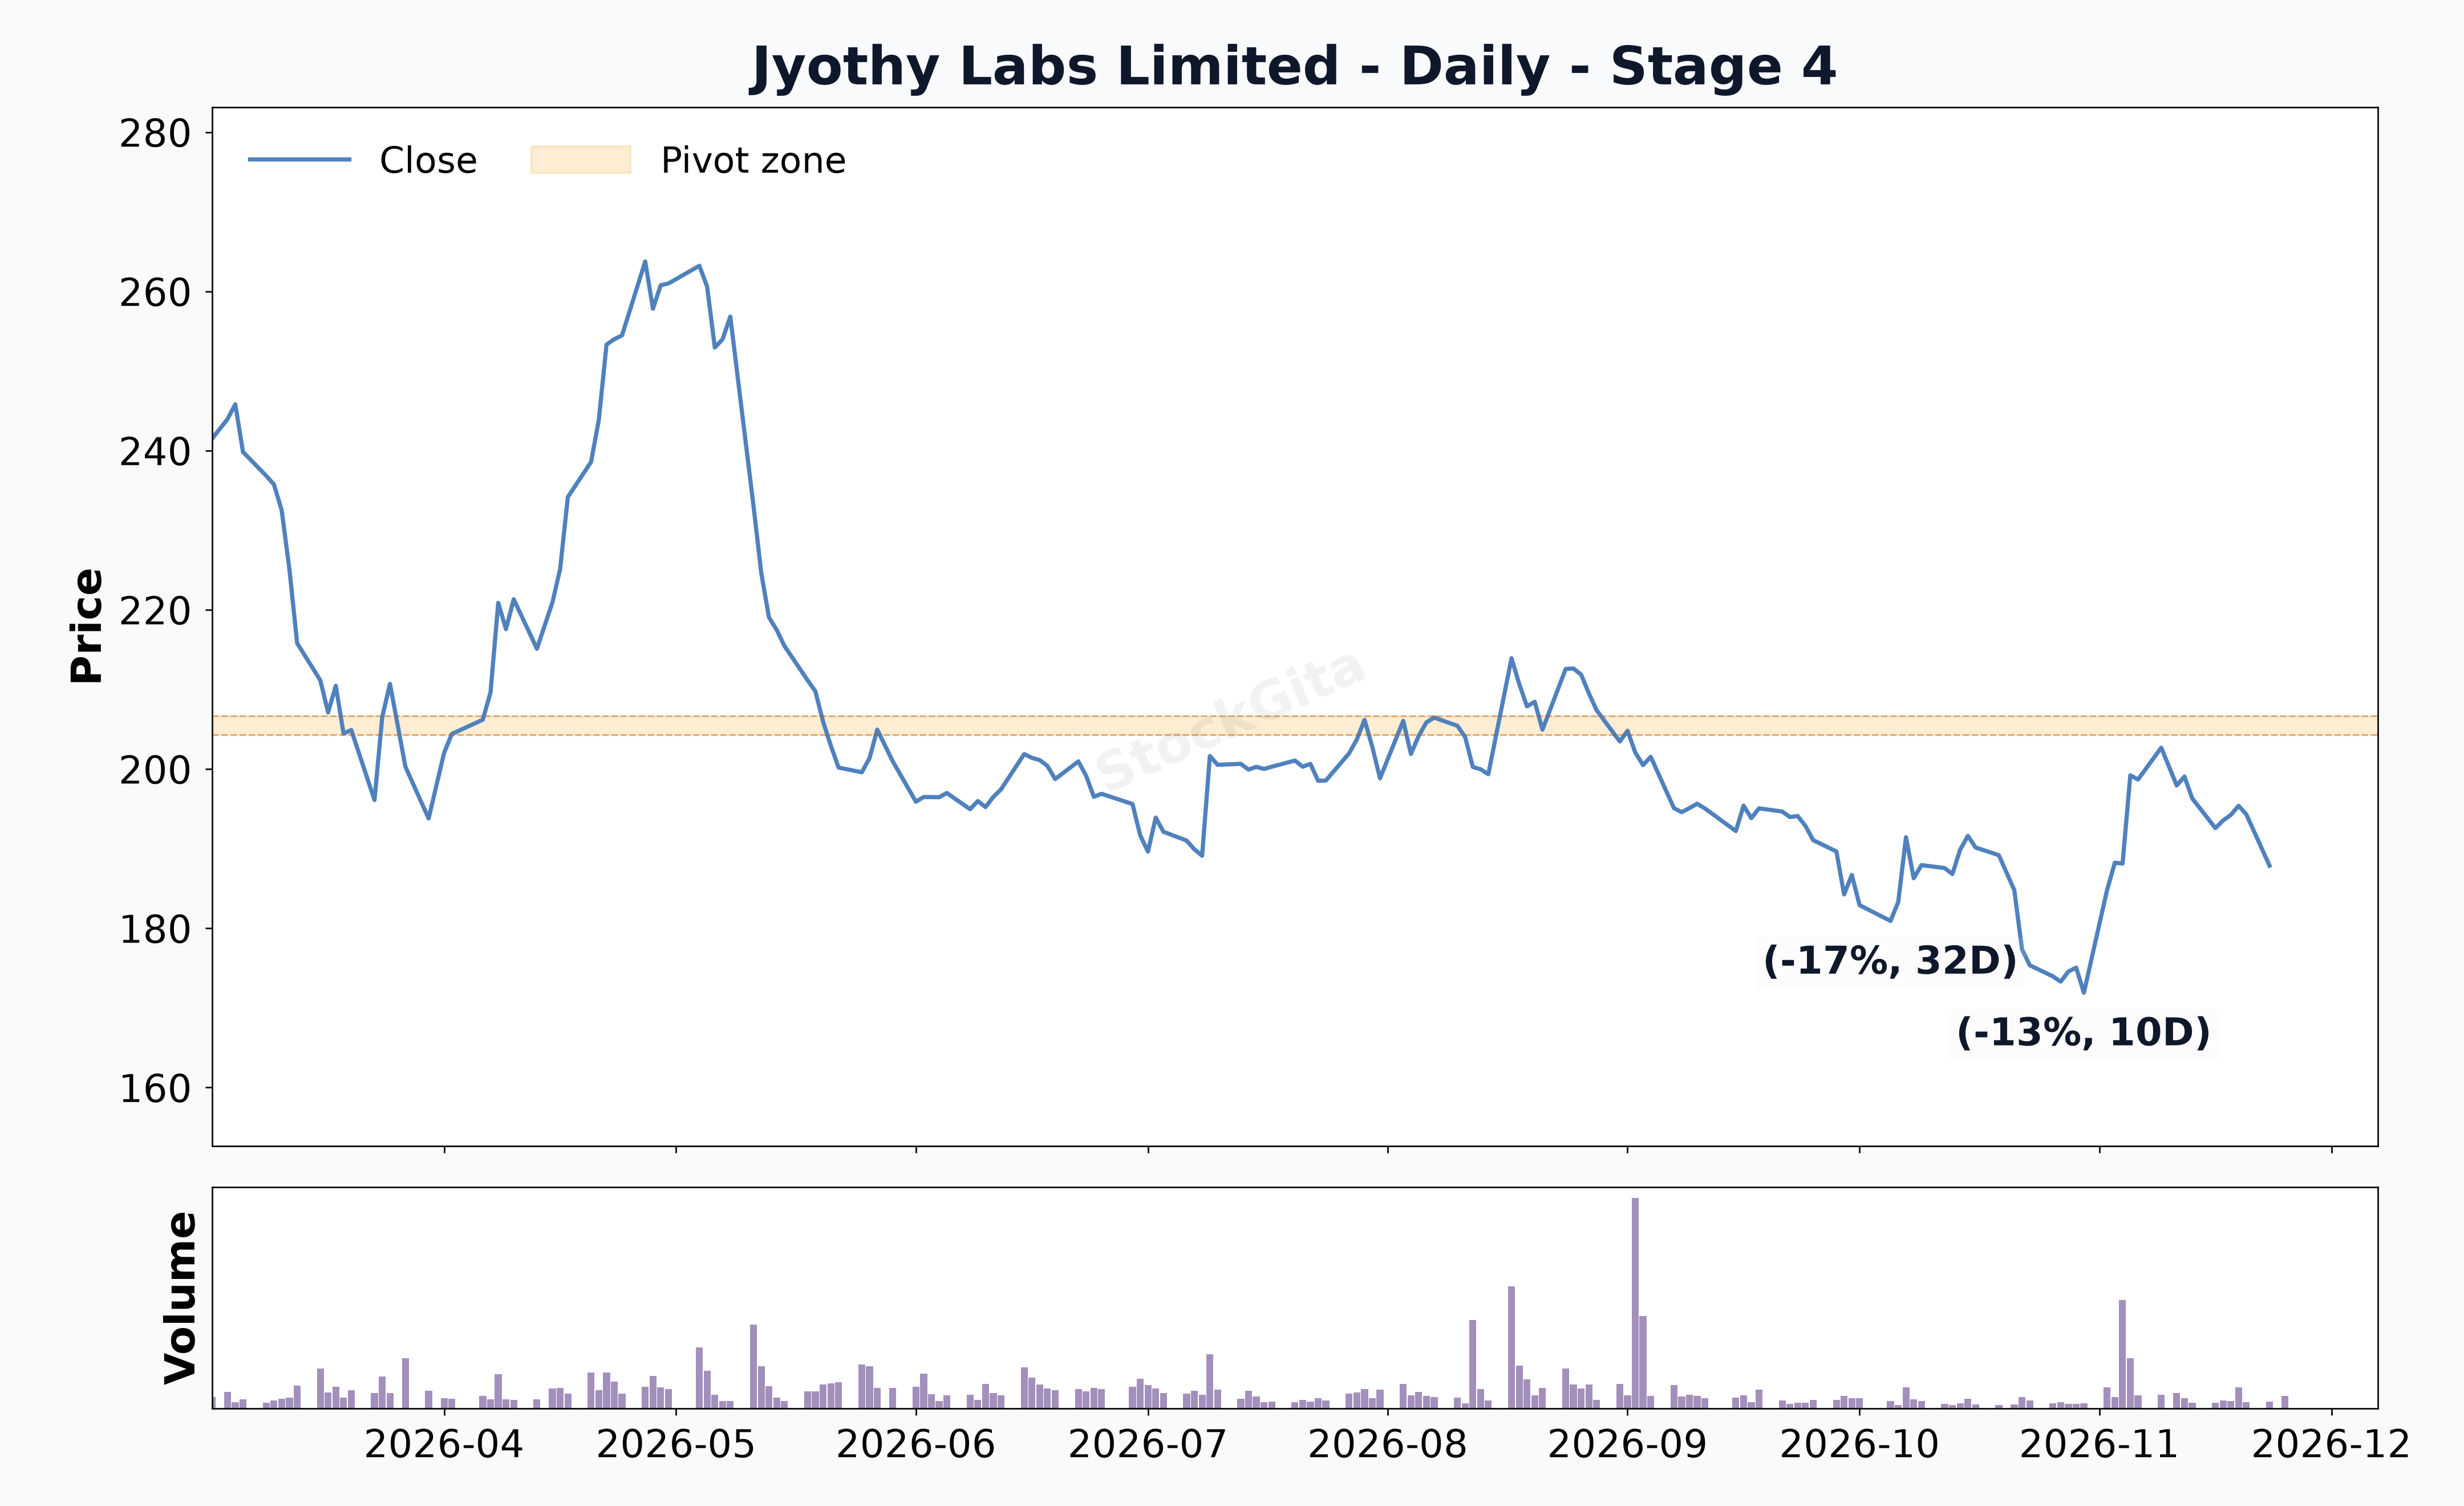 Jyothy Labs Limited - Daily - Stage 4
Close
Pivot zone
280
260
240
220
200
180
160
Price
StockGita
(-17%, 32D)
(-13%, 10D)
Volume
2026-04
2026-05
2026-06
2026-07
2026-08
2026-09
2026-10
2026-11
2026-12